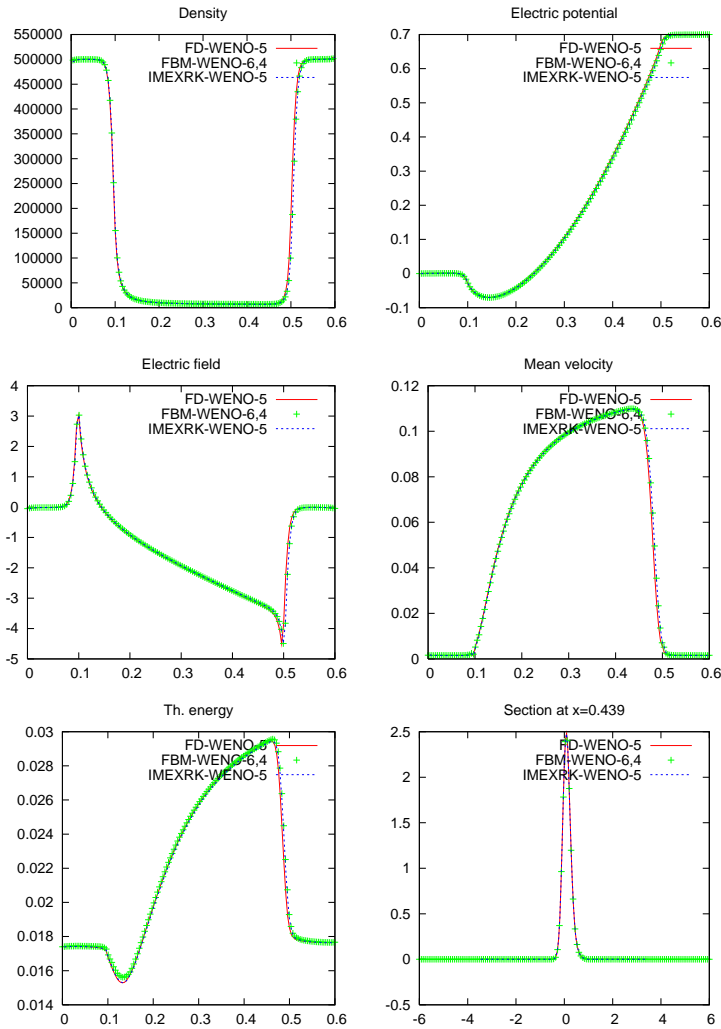 Density
550000
500000
450000
400000
350000
300000
250000
200000
150000
100000
50000
0
0 0.1 0.2 0.3 0.4 0.5 0.6
FD-WENO-5
FBM-WENO-6,4
IMEXRK-WENO-5
Electric potential
0.7
0.6
0.5
0.4
0.3
0.2
0.1
0
-0.1
0 0.1 0.2 0.3 0.4 0.5 0.6
FD-WENO-5
FBM-WENO-6,4
IMEXRK-WENO-5
Electric field
4
3
2
1
0
-1
-2
-3
-4
-5
0 0.1 0.2 0.3 0.4 0.5 0.6
FD-WENO-5
FBM-WENO-6,4
IMEXRK-WENO-5
Mean velocity
0.12
0.1
0.08
0.06
0.04
0.02
0
0 0.1 0.2 0.3 0.4 0.5 0.6
FD-WENO-5
FBM-WENO-6,4
IMEXRK-WENO-5
Th. energy
0.03
0.028
0.026
0.024
0.022
0.02
0.018
0.016
0.014
0 0.1 0.2 0.3 0.4 0.5 0.6
FD-WENO-5
FBM-WENO-6,4
IMEXRK-WENO-5
Section at x=0.439
2.5
2
1.5
1
0.5
0
-0.5
-6 -4 -2 0 2 4 6
FD-WENO-5
FBM-WENO-6,4
IMEXRK-WENO-5